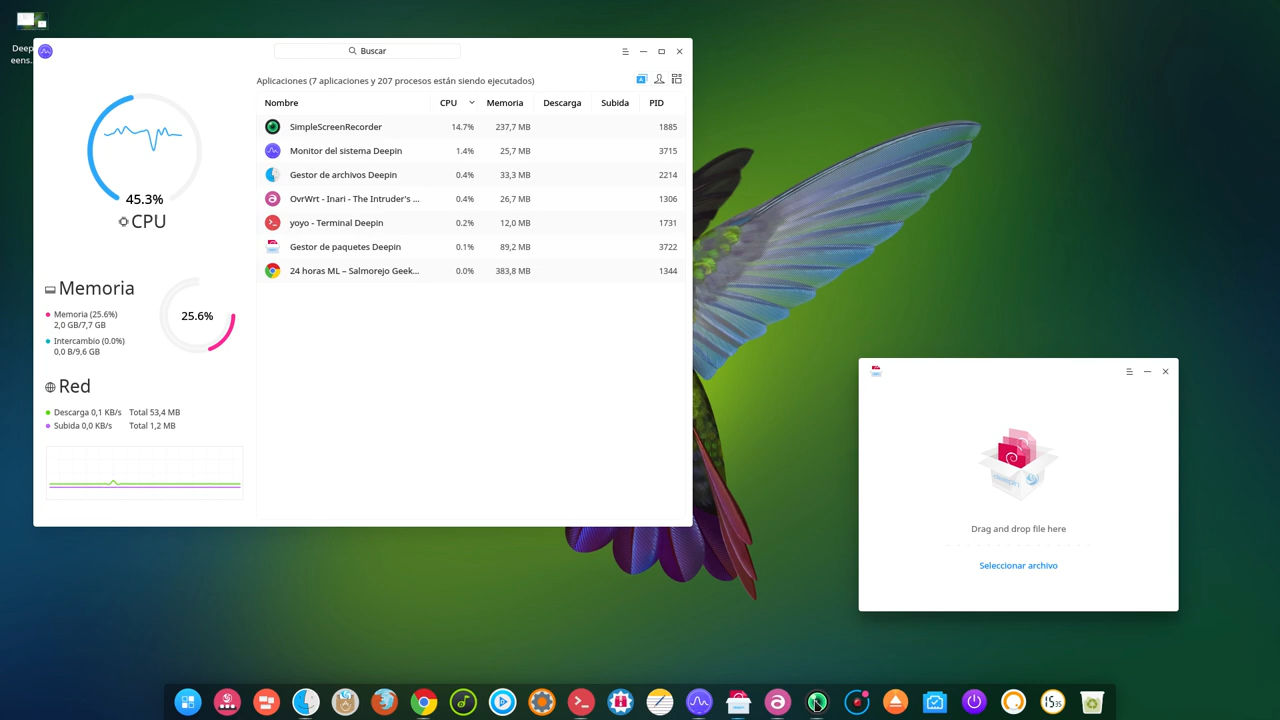 Deep
eens.
Buscar
Aplicaciones (7 aplicaciones y 207 procesos están siendo ejecutados)
Nombre CPU Memoria Descarga Subida PID
SimpleScreenRecorder 14.7% 237,7 MB 1885
Monitor del sistema Deepin 1.4% 25,7 MB 3715
Gestor de archivos Deepin 0.4% 33,3 MB 2214
OvrWrt - Inari - The Intruder's ... 0.4% 26,7 MB 1306
yoyo - Terminal Deepin 0.2% 12,0 MB 1731
Gestor de paquetes Deepin 0.1% 89,2 MB 3722
24 horas ML – Salmorejo Geek... 0.0% 383,8 MB 1344
45.3%
CPU
Memoria
Memoria (25.6%)
2,0 GB/7,7 GB
Intercambio (0.0%)
0,0 B/9,6 GB
25.6%
Red
Descarga 0,1 KB/s Total 53,4 MB
Subida 0,0 KB/s Total 1,2 MB
deepin
Drag and drop file here
Seleccionar archivo
15 35